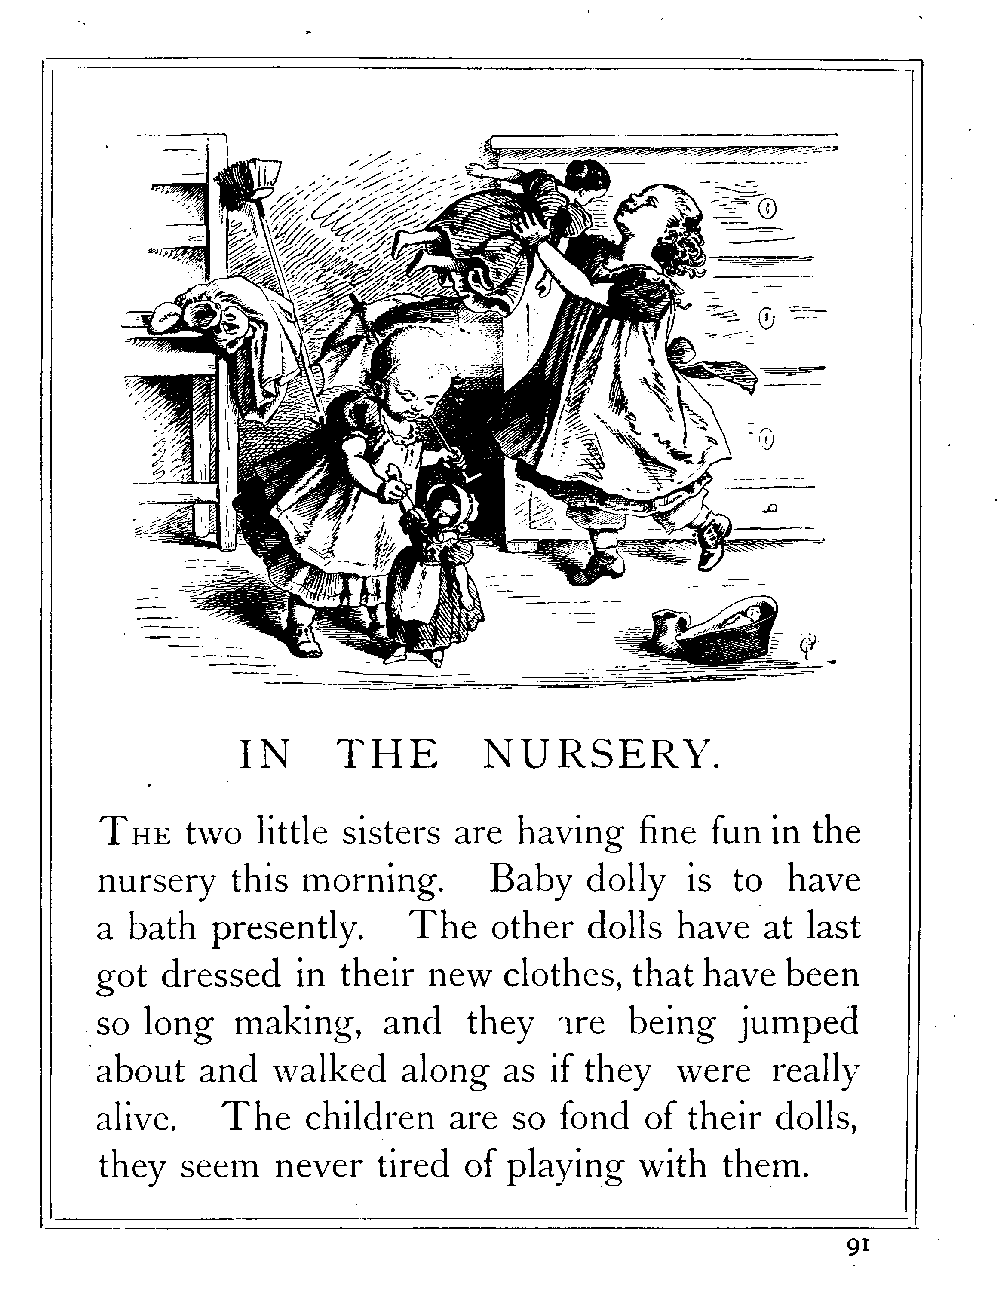 IN THE NURSERY.
THE two little sisters are having fine fun in the
nursery this morning. Baby dolly is to have
a bath presently. The other dolls have at last
got dressed in their new clothes, that have been
so long making, and they are being jumped
about and walked along as if they were really
alive. The children are so fond of their dolls,
they seem never tired of playing with them.
91